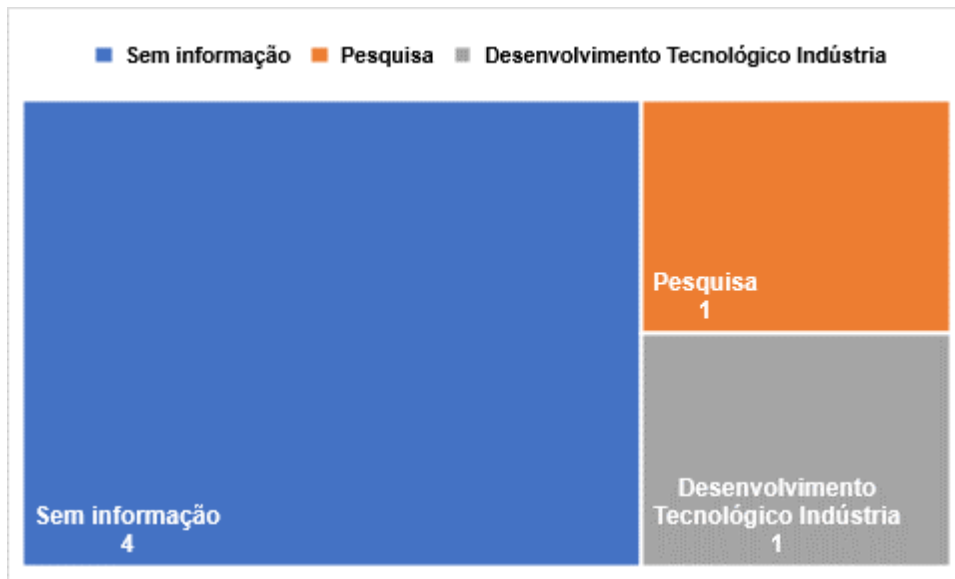 Sem informação Pesquisa Desenvolvimento Tecnológico Indústria
Pesquisa
1
Sem informação
4
Desenvolvimento
Tecnológico Indústria
1